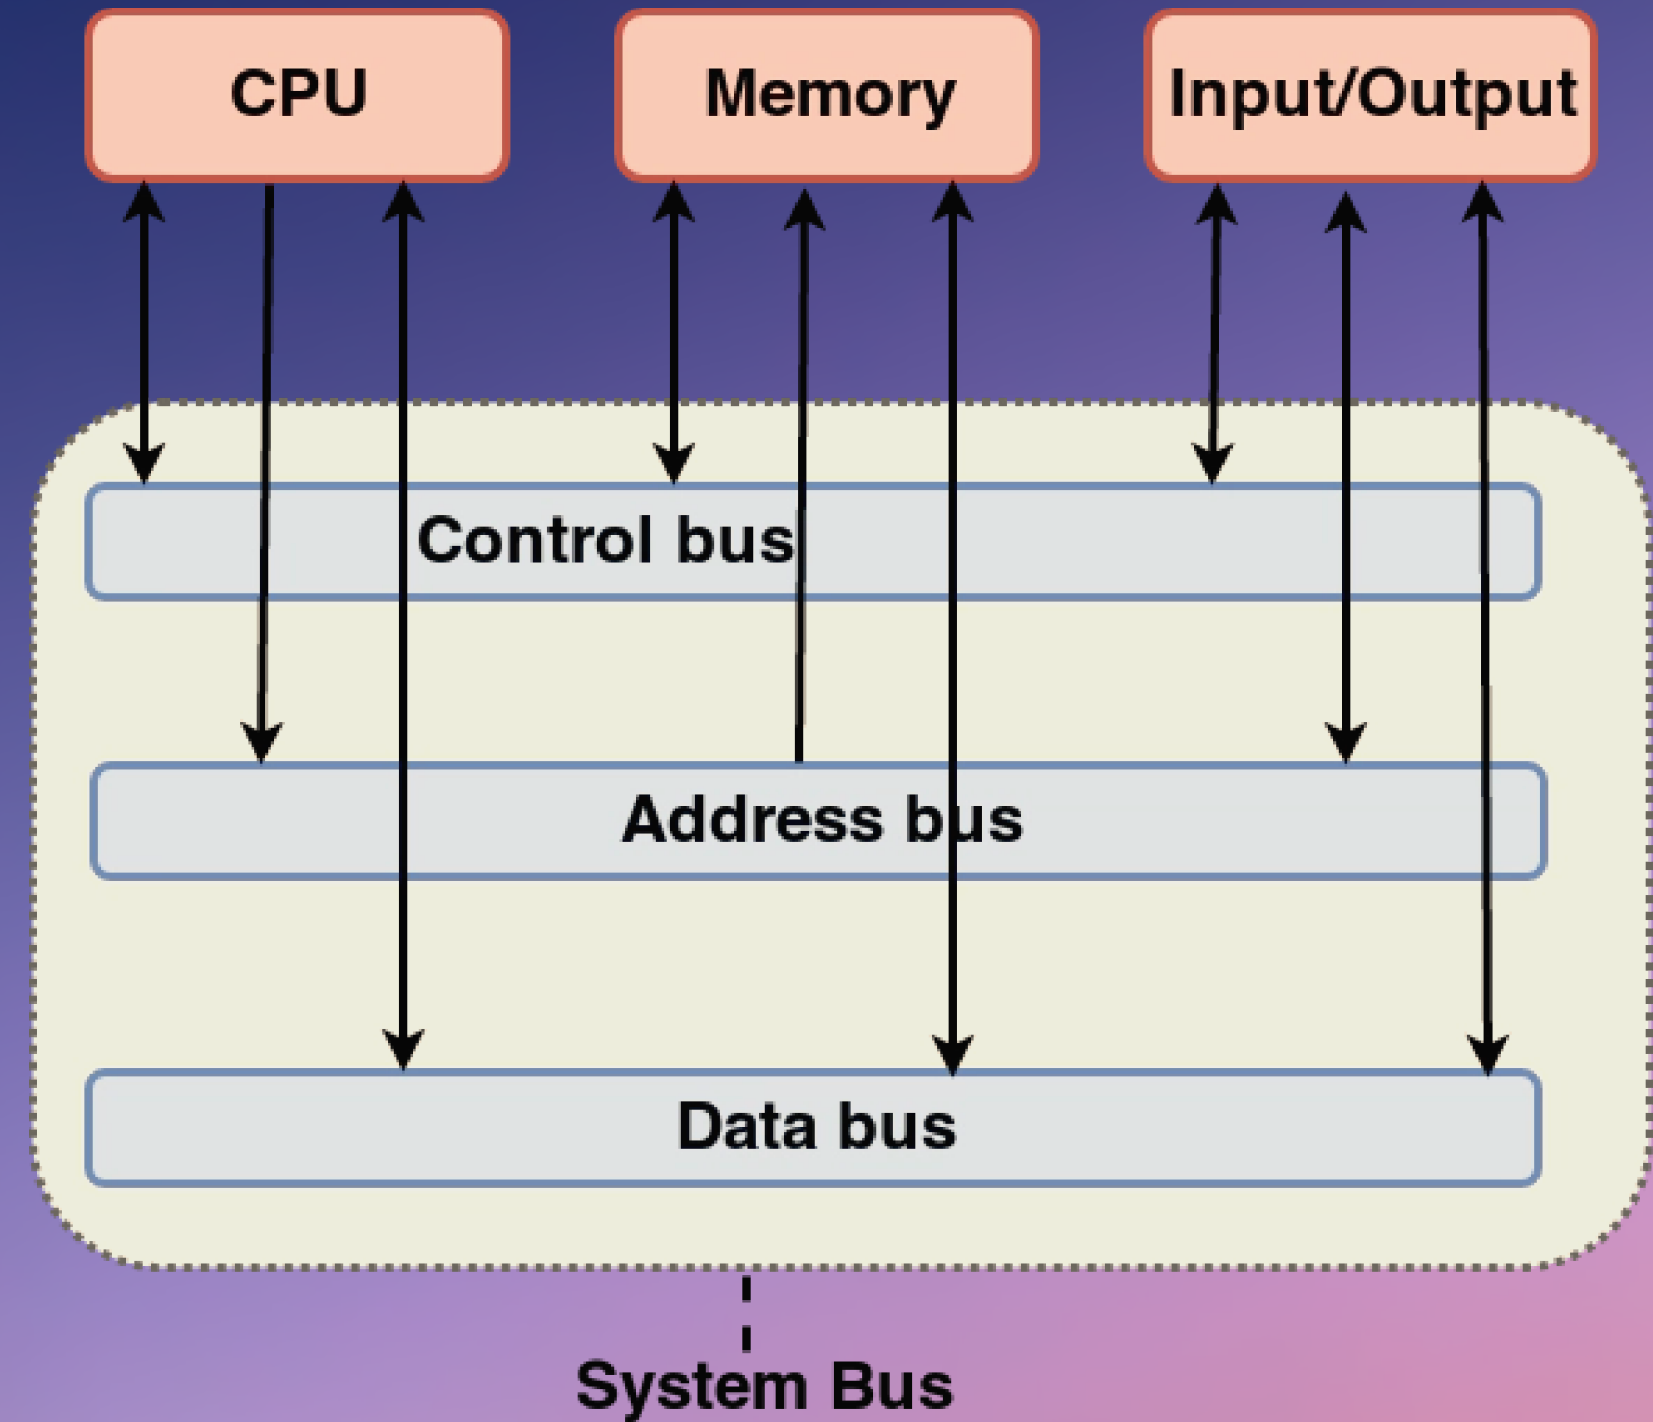 CPU
Memory
Input/Output
Control bus
Address bus
Data bus
System Bus